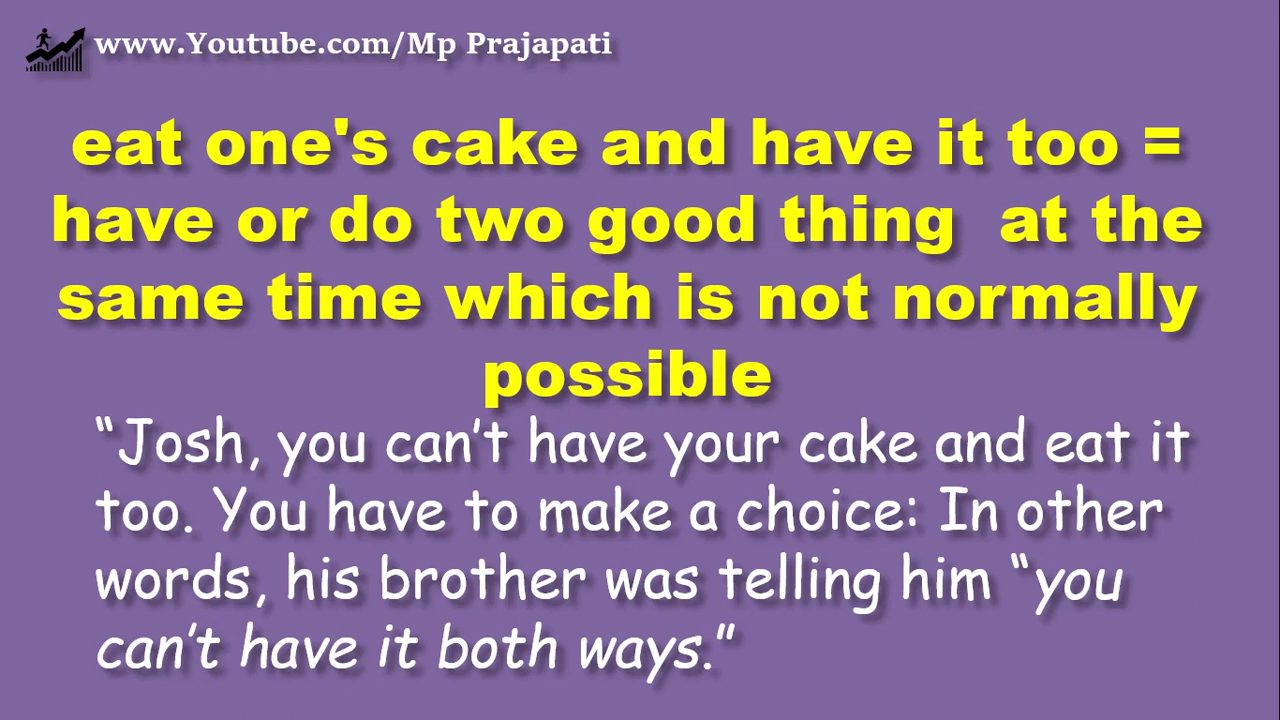 www.Youtube.com/Mp Prajapati
eat one's cake and have it too =
have or do two good thing  at the
same time which is not normally
possible
“Josh, you can’t have your cake and eat it
too. You have to make a choice: In other
words, his brother was telling him “you
can’t have it both ways.”